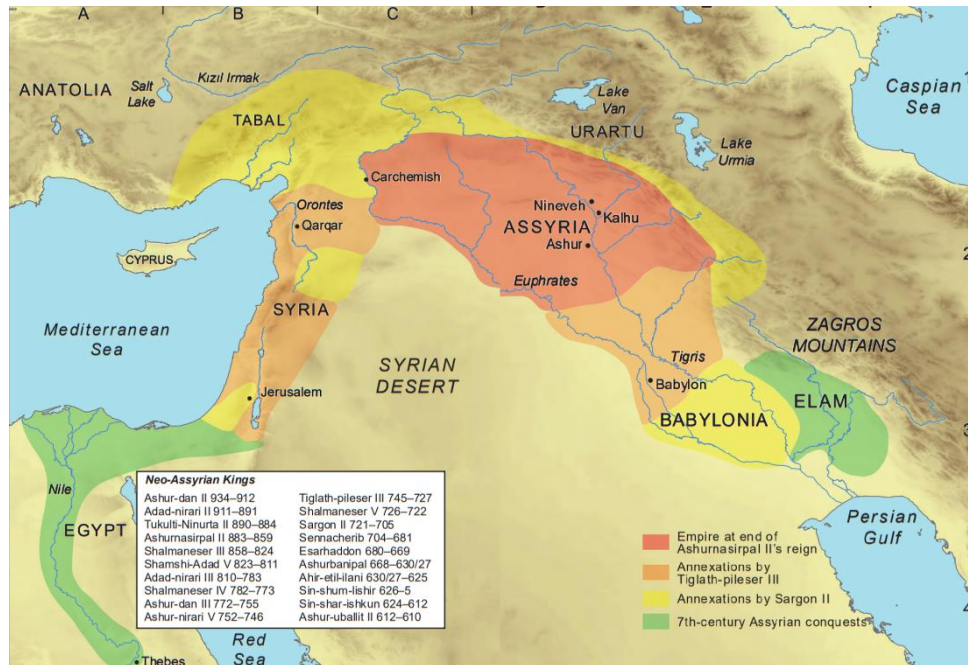 A
B
C
D
E
F
1
2
3
4
ANATOLIA
Salt
Lake
Kızıl Irmak
TABAL
Lake
Van
URARTU
Lake
Urmia
Caspian
Sea
Carchemish
Nineveh
Kalhu
ASSYRIA
Ashur
Orontes
Qarqar
CYPRUS
Euphrates
SYRIA
Mediterranean
Sea
ZAGROS
MOUNTAINS
SYRIAN
DESERT
Tigris
Babylon
Jerusalem
ELAM
BABYLONIA
Nile
EGYPT
Persian
Gulf
Red
Sea
Thebes
Neo-Assyrian Kings
Ashur-dan II 934–912
Adad-nirari II 911–891
Tukulti-Ninurta II 890–884
Ashurnasirpal II 883–859
Shalmaneser III 858–824
Shamshi-Adad V 823–811
Adad-nirari III 810–783
Shalmaneser IV 782–773
Ashur-dan III 772–755
Ashur-nirari V 752–746
Tiglath-pileser III 745–727
Shalmaneser V 726–722
Sargon II 721–705
Sennacherib 704–681
Esarhaddon 680–669
Ashurbanipal 668–630/27
Ahir-etil-ilani 630/27–625
Sin-shum-lishir 626–5
Sin-shar-ishkun 624–612
Ashur-uballit II 612–610
Empire at end of
Ashurnasirpal II's reign
Annexations by
Tiglath-pileser III
Annexations by Sargon II
7th-century Assyrian conquests